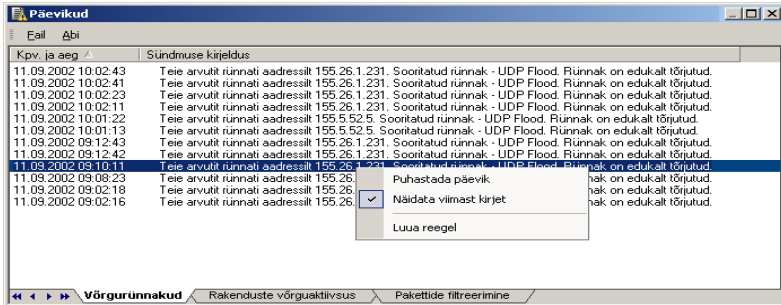 Päevikud
Fail Abi
Kpv. ja aeg Sündmuse kirjeldus
11.09.2002 10:02:43 Teie arvutit rünnati aadressilt 155.26.1.231. Sooritatud rünnak - UDP Flood. Rünnak on edukalt tõrjutud.
11.09.2002 10:02:41 Teie arvutit rünnati aadressilt 155.26.1.231. Sooritatud rünnak - UDP Flood. Rünnak on edukalt tõrjutud.
11.09.2002 10:02:23 Teie arvutit rünnati aadressilt 155.26.1.231. Sooritatud rünnak - UDP Flood. Rünnak on edukalt tõrjutud.
11.09.2002 10:02:11 Teie arvutit rünnati aadressilt 155.26.1.231. Sooritatud rünnak - UDP Flood. Rünnak on edukalt tõrjutud.
11.09.2002 10:01:22 Teie arvutit rünnati aadressilt 155.5.52.5. Sooritatud rünnak - UDP Flood. Rünnak on edukalt tõrjutud.
11.09.2002 10:01:13 Teie arvutit rünnati aadressilt 155.5.52.5. Sooritatud rünnak - UDP Flood. Rünnak on edukalt tõrjutud.
11.09.2002 09:12:43 Teie arvutit rünnati aadressilt 155.26.1.231. Sooritatud rünnak - UDP Flood. Rünnak on edukalt tõrjutud.
11.09.2002 09:12:42 Teie arvutit rünnati aadressilt 155.26.1.231. Sooritatud rünnak - UDP Flood. Rünnak on edukalt tõrjutud.
11.09.2002 09:10:11 Teie arvutit rünnati aadressilt 155.26.1.231. Sooritatud rünnak - UDP Flood. Rünnak on edukalt tõrjutud.
11.09.2002 09:08:23 Teie arvutit rünnati aadressilt 155.26. k on edukalt tõrjutud.
11.09.2002 09:02:18 Teie arvutit rünnati aadressilt 155.26. k on edukalt tõrjutud.
11.09.2002 09:02:16 Teie arvutit rünnati aadressilt 155.26. k on edukalt tõrjutud.
Puhastada päevik
Näidata viimast kirjet
Luua reegel
Võrgurünnakud Rakenduste võrguaktiivsus Pakettide filtreerimine